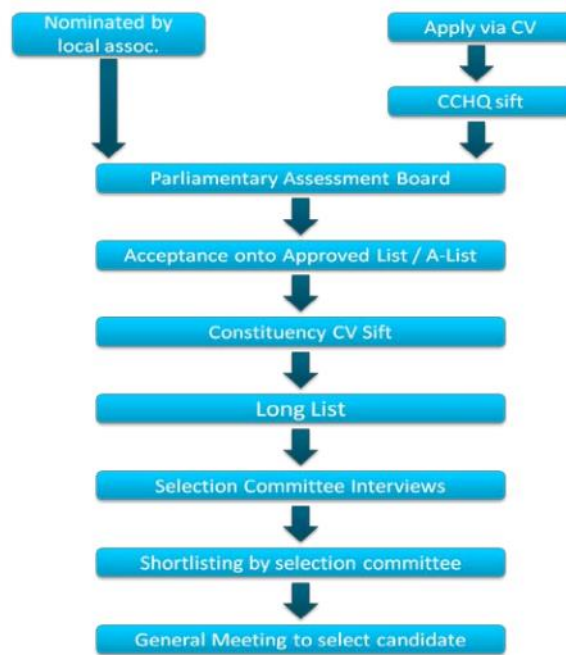 Nominated by
local assoc.
Apply via CV
CCHQ sift
Parliamentary Assessment Board
Acceptance onto Approved List / A-List
Constituency CV Sift
Long List
Selection Committee Interviews
Shortlisting by selection committee
General Meeting to select candidate